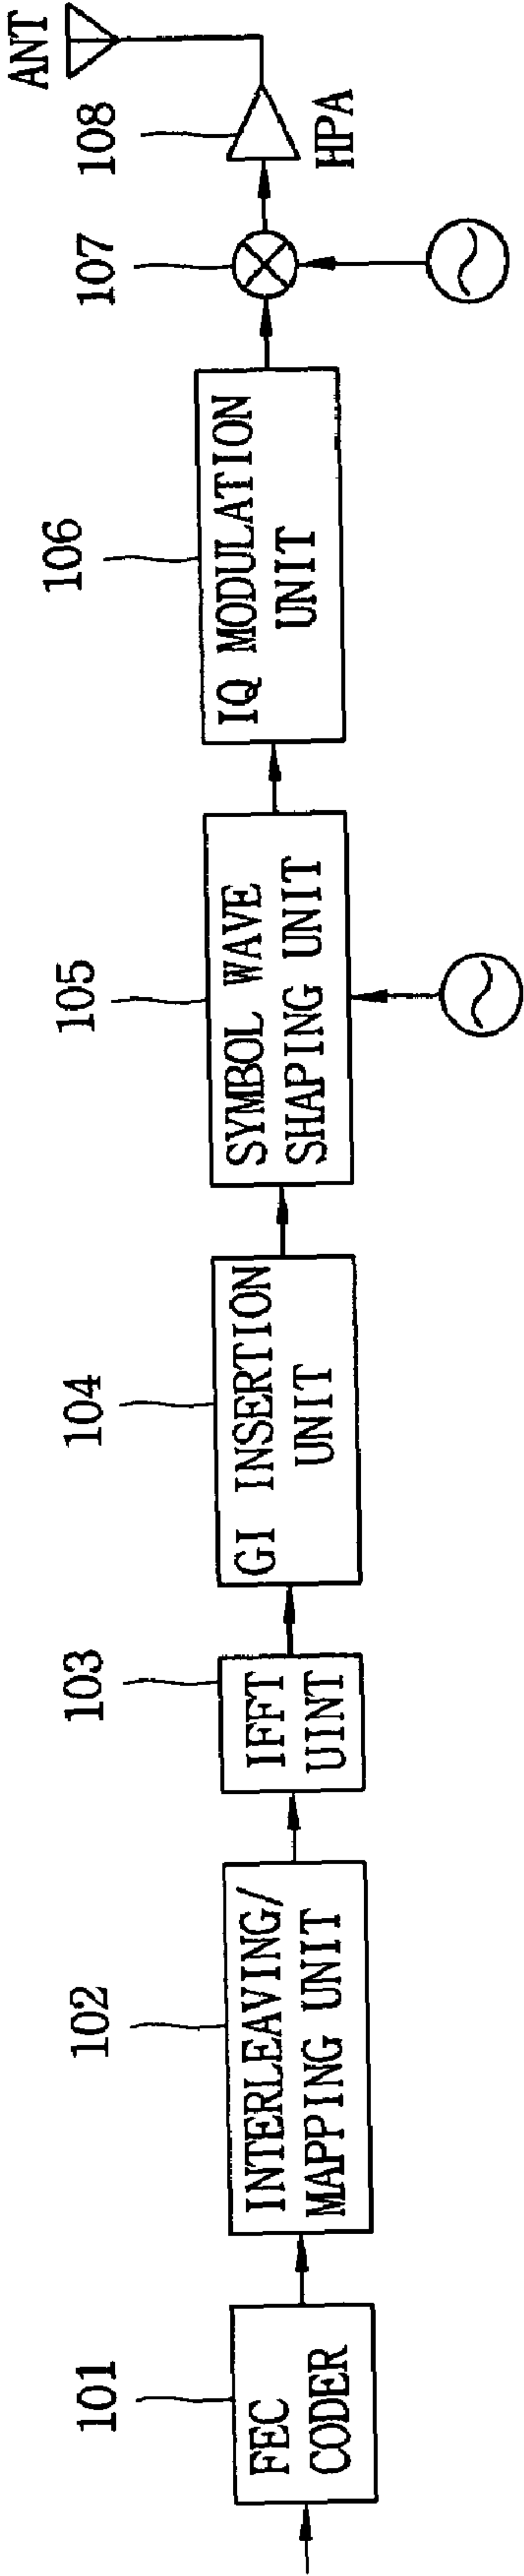 101
FEC
CODER
102
INTERLEAVING/
MAPPING UNIT
103
IFFT
UINT
104
GI INSERTION
UNIT
105
SYMBOL WAVE
SHAPING UNIT
106
IQ MODULATION
UNIT
107
108
HPA
ANT